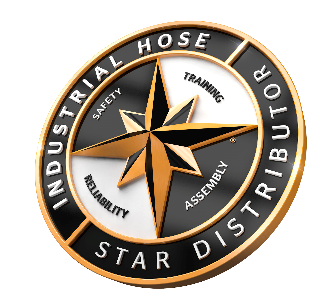 INDUSTRIAL HOSE
SAFETY
TRAINING
RELIABILITY
ASSEMBLY
®
STAR DISTRIBUTOR